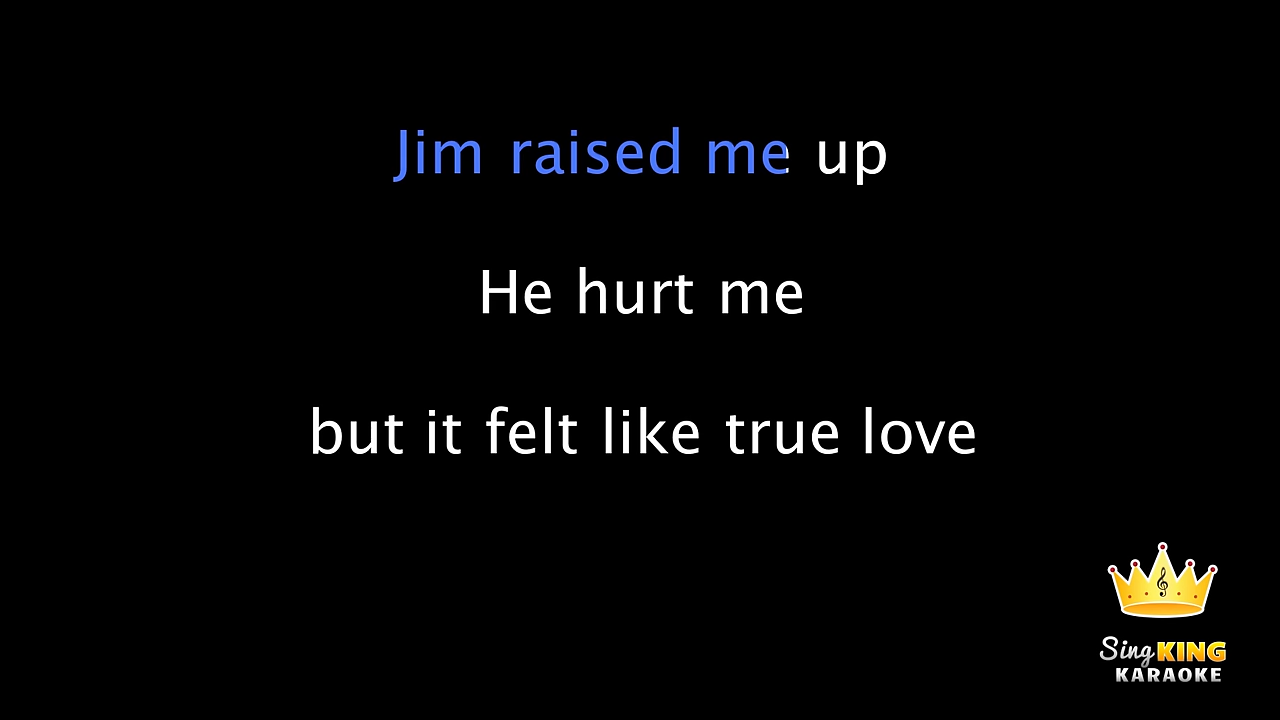 Jim raised me up
He hurt me
but it felt like true love
Sing KING
KARAOKE